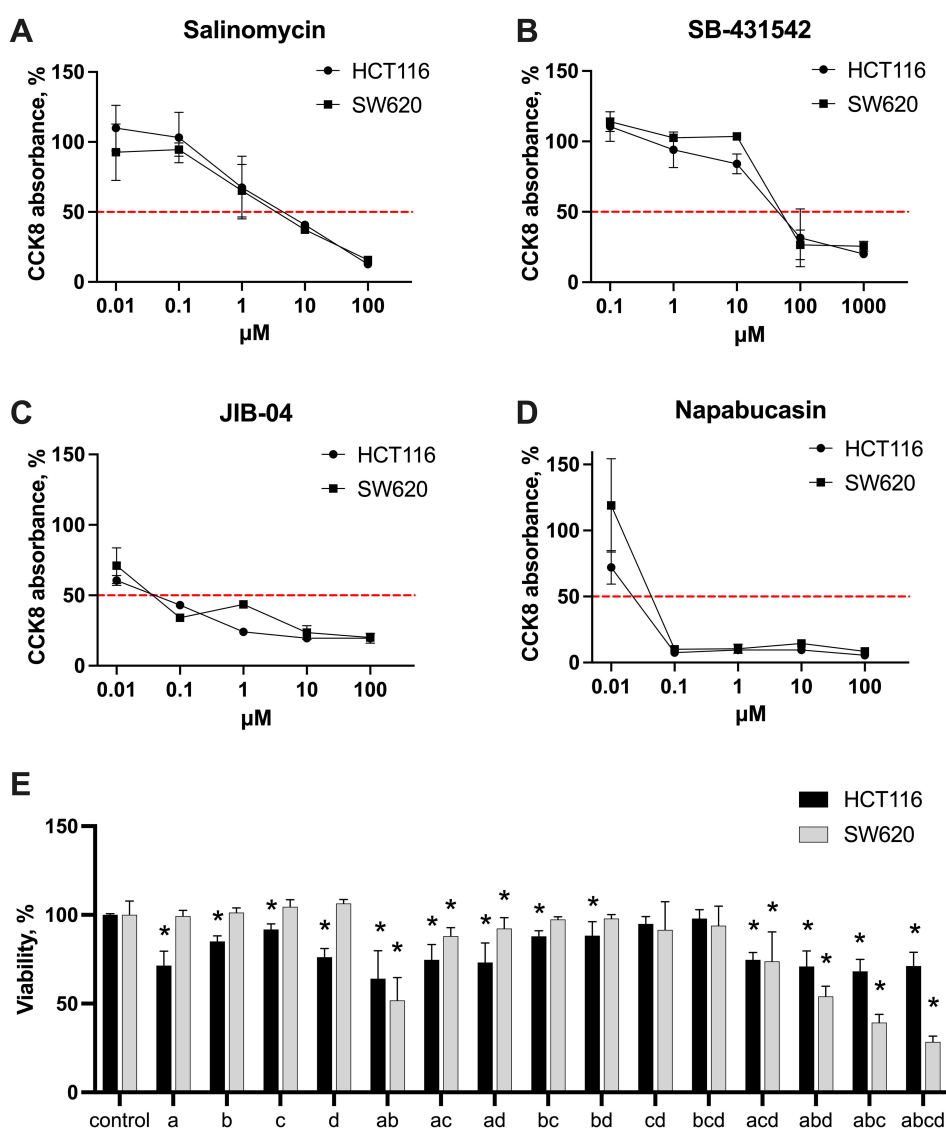 A
Salinomycin
CCK8 absorbance, %
150
100
50
0
HCT116
SW620
0.01 0.1 1 10 100
µM
B
SB-431542
CCK8 absorbance, %
150
100
50
0
HCT116
SW620
0.1 1 10 100 1000
µM
C
JIB-04
CCK8 absorbance, %
150
100
50
0
HCT116
SW620
0.01 0.1 1 10 100
µM
D
Napabucasin
CCK8 absorbance, %
150
100
50
0
HCT116
SW620
0.01 0.1 1 10 100
µM
E
HCT116
SW620
Viability, %
150
100
50
0
* * * * * * * * * * * * * * * * * * *
control a b c d ab ac ad bc bd cd bcd acd abd abc abcd